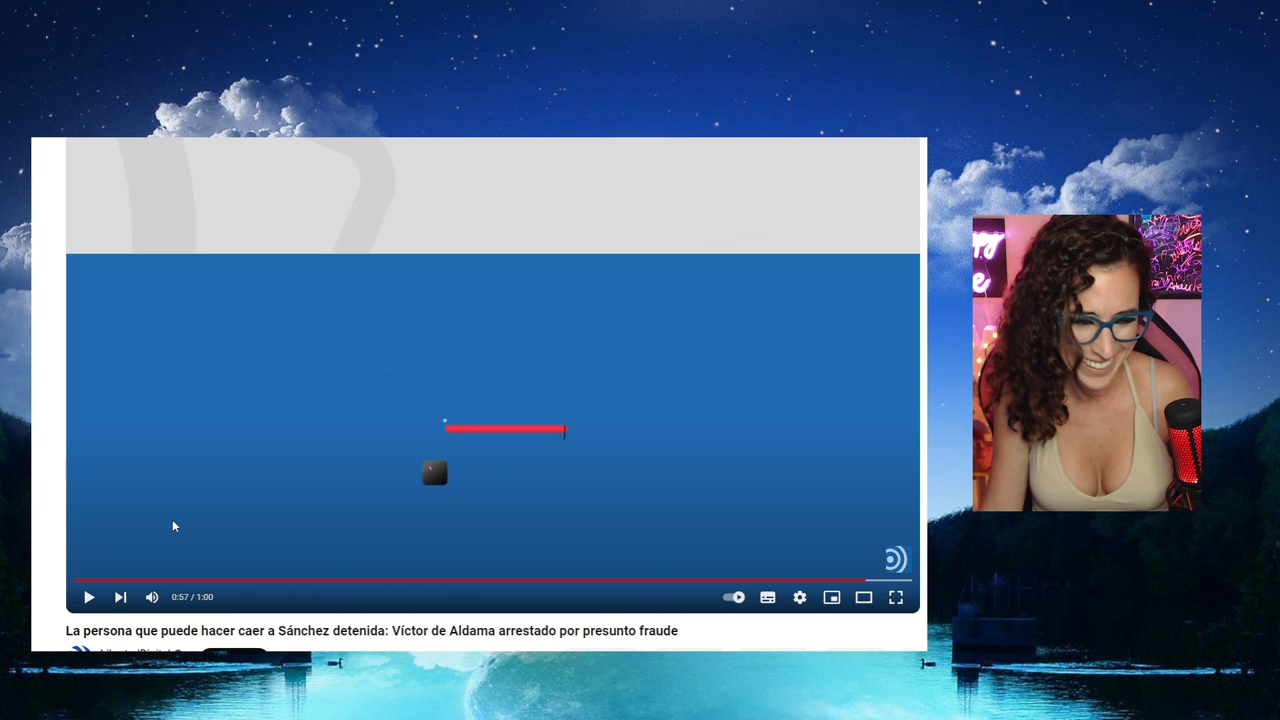 0:57 / 1:00
La persona que puede hacer caer a Sánchez detenida: Víctor de Aldama arrestado por presunto fraude